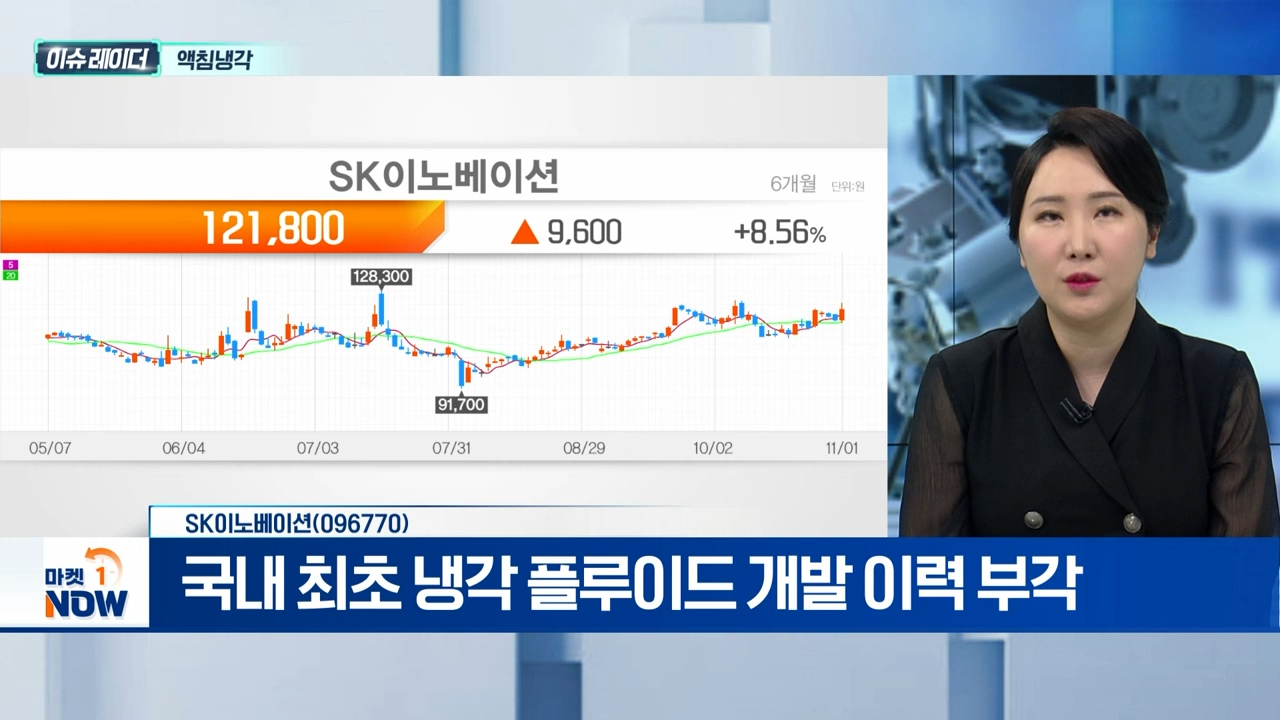 이슈 레이더 액침냉각
SK이노베이션
6개월 단위:원
121,800 ▲ 9,600 +8.56%
5
20
128,300
91,700
05/07 06/04 07/03 07/31 08/29 10/02 11/01
SK이노베이션(096770)
마켓 1
NOW
국내 최초 냉각 플루이드 개발 이력 부각